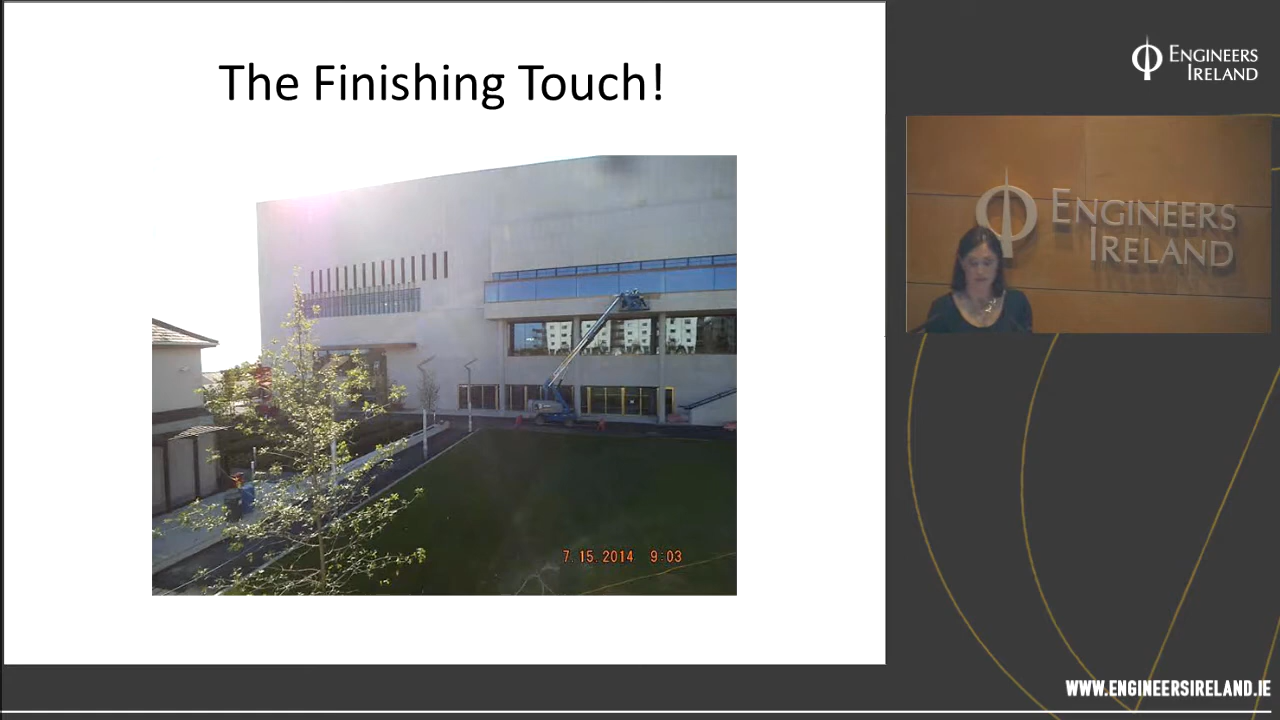 The Finishing Touch!
7 15 2014 9:03
ENGINEERS
IRELAND
ENGINEERS
IRELAND
WWW.ENGINEERSIRELAND.IE